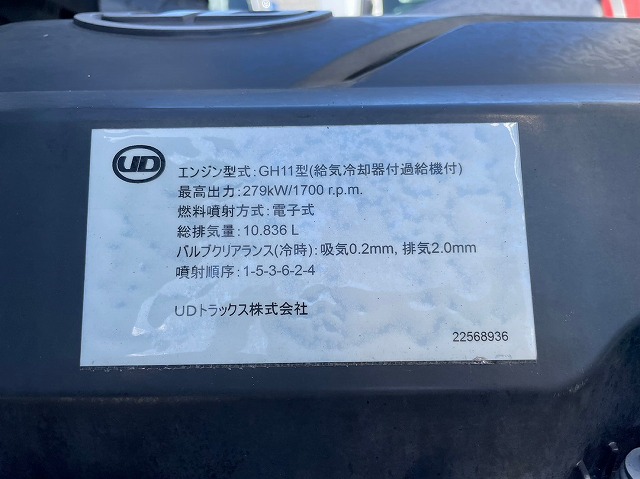 UD
エンジン型式:GH11型(給気冷却器付過給機付)
最高出力:279kW/1700 r.p.m.
燃料噴射方式:電子式
総排気量:10.836 L
バルブクリアランス(冷時):吸気0.2mm, 排気2.0mm
噴射順序:1-5-3-6-2-4
UDトラックス株式会社
22568936